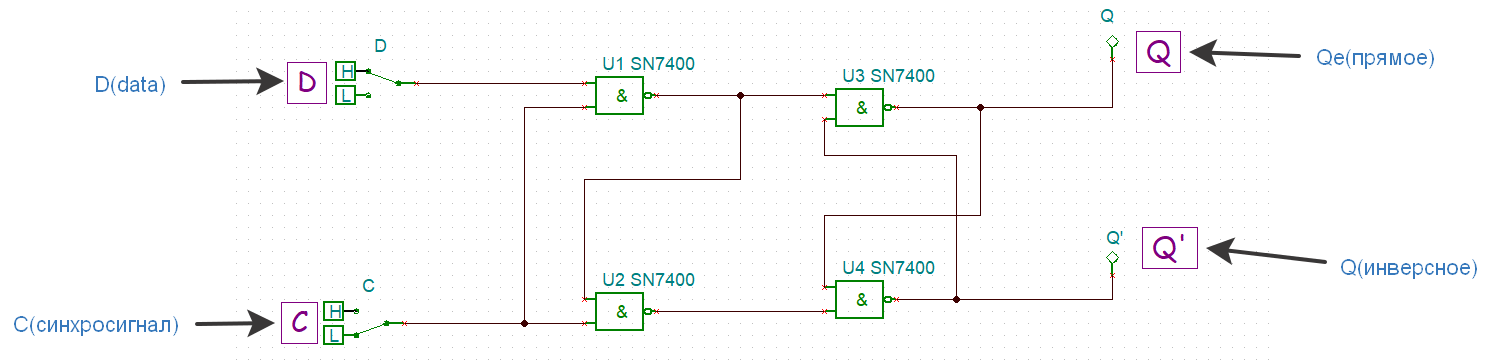 Q
D
U1 SN7400
U3 SN7400
Q
Qe(прямое)
D(data)
D
H
L
&
&
Q'
Q'
Q(инверсное)
U2 SN7400
U4 SN7400
C
C(синхросигнал)
C
H
L
&
&